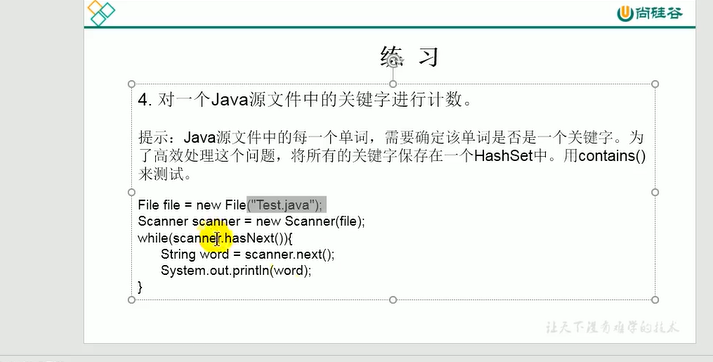 尚硅谷
练 习
4. 对一个Java源文件中的关键字进行计数。
提示：Java源文件中的每一个单词，需要确定该单词是否是一个关键字。为
了高效处理这个问题，将所有的关键字保存在一个HashSet中。用contains()
来测试。
File file = new File("Test.java");
Scanner scanner = new Scanner(file);
while(scanner.hasNext()){
String word = scanner.next();
System.out.println(word);
}
让天下没有难学的技术